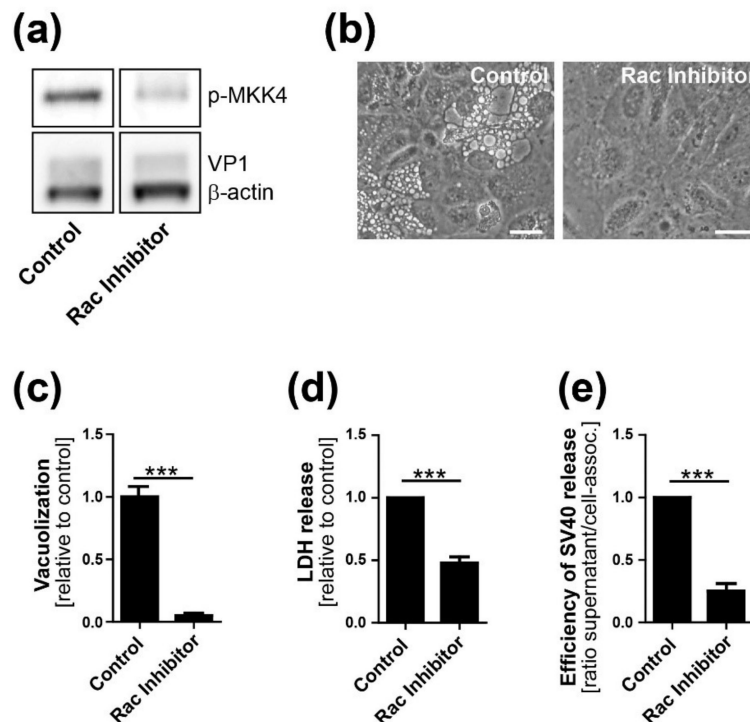 (a)
p-MKK4
VP1
β-actin
Control
Rac Inhibitor
(b)
Control
Rac Inhibitor
(c)
Vacuolization
[relative to control]
1.5
1.0
0.5
0.0
***
Control
Rac Inhibitor
(d)
LDH release
[relative to control]
1.5
1.0
0.5
0.0
***
Control
Rac Inhibitor
(e)
Efficiency of SV40 release
[ratio supernatant/cell-assoc.]
1.5
1.0
0.5
0.0
***
Control
Rac Inhibitor